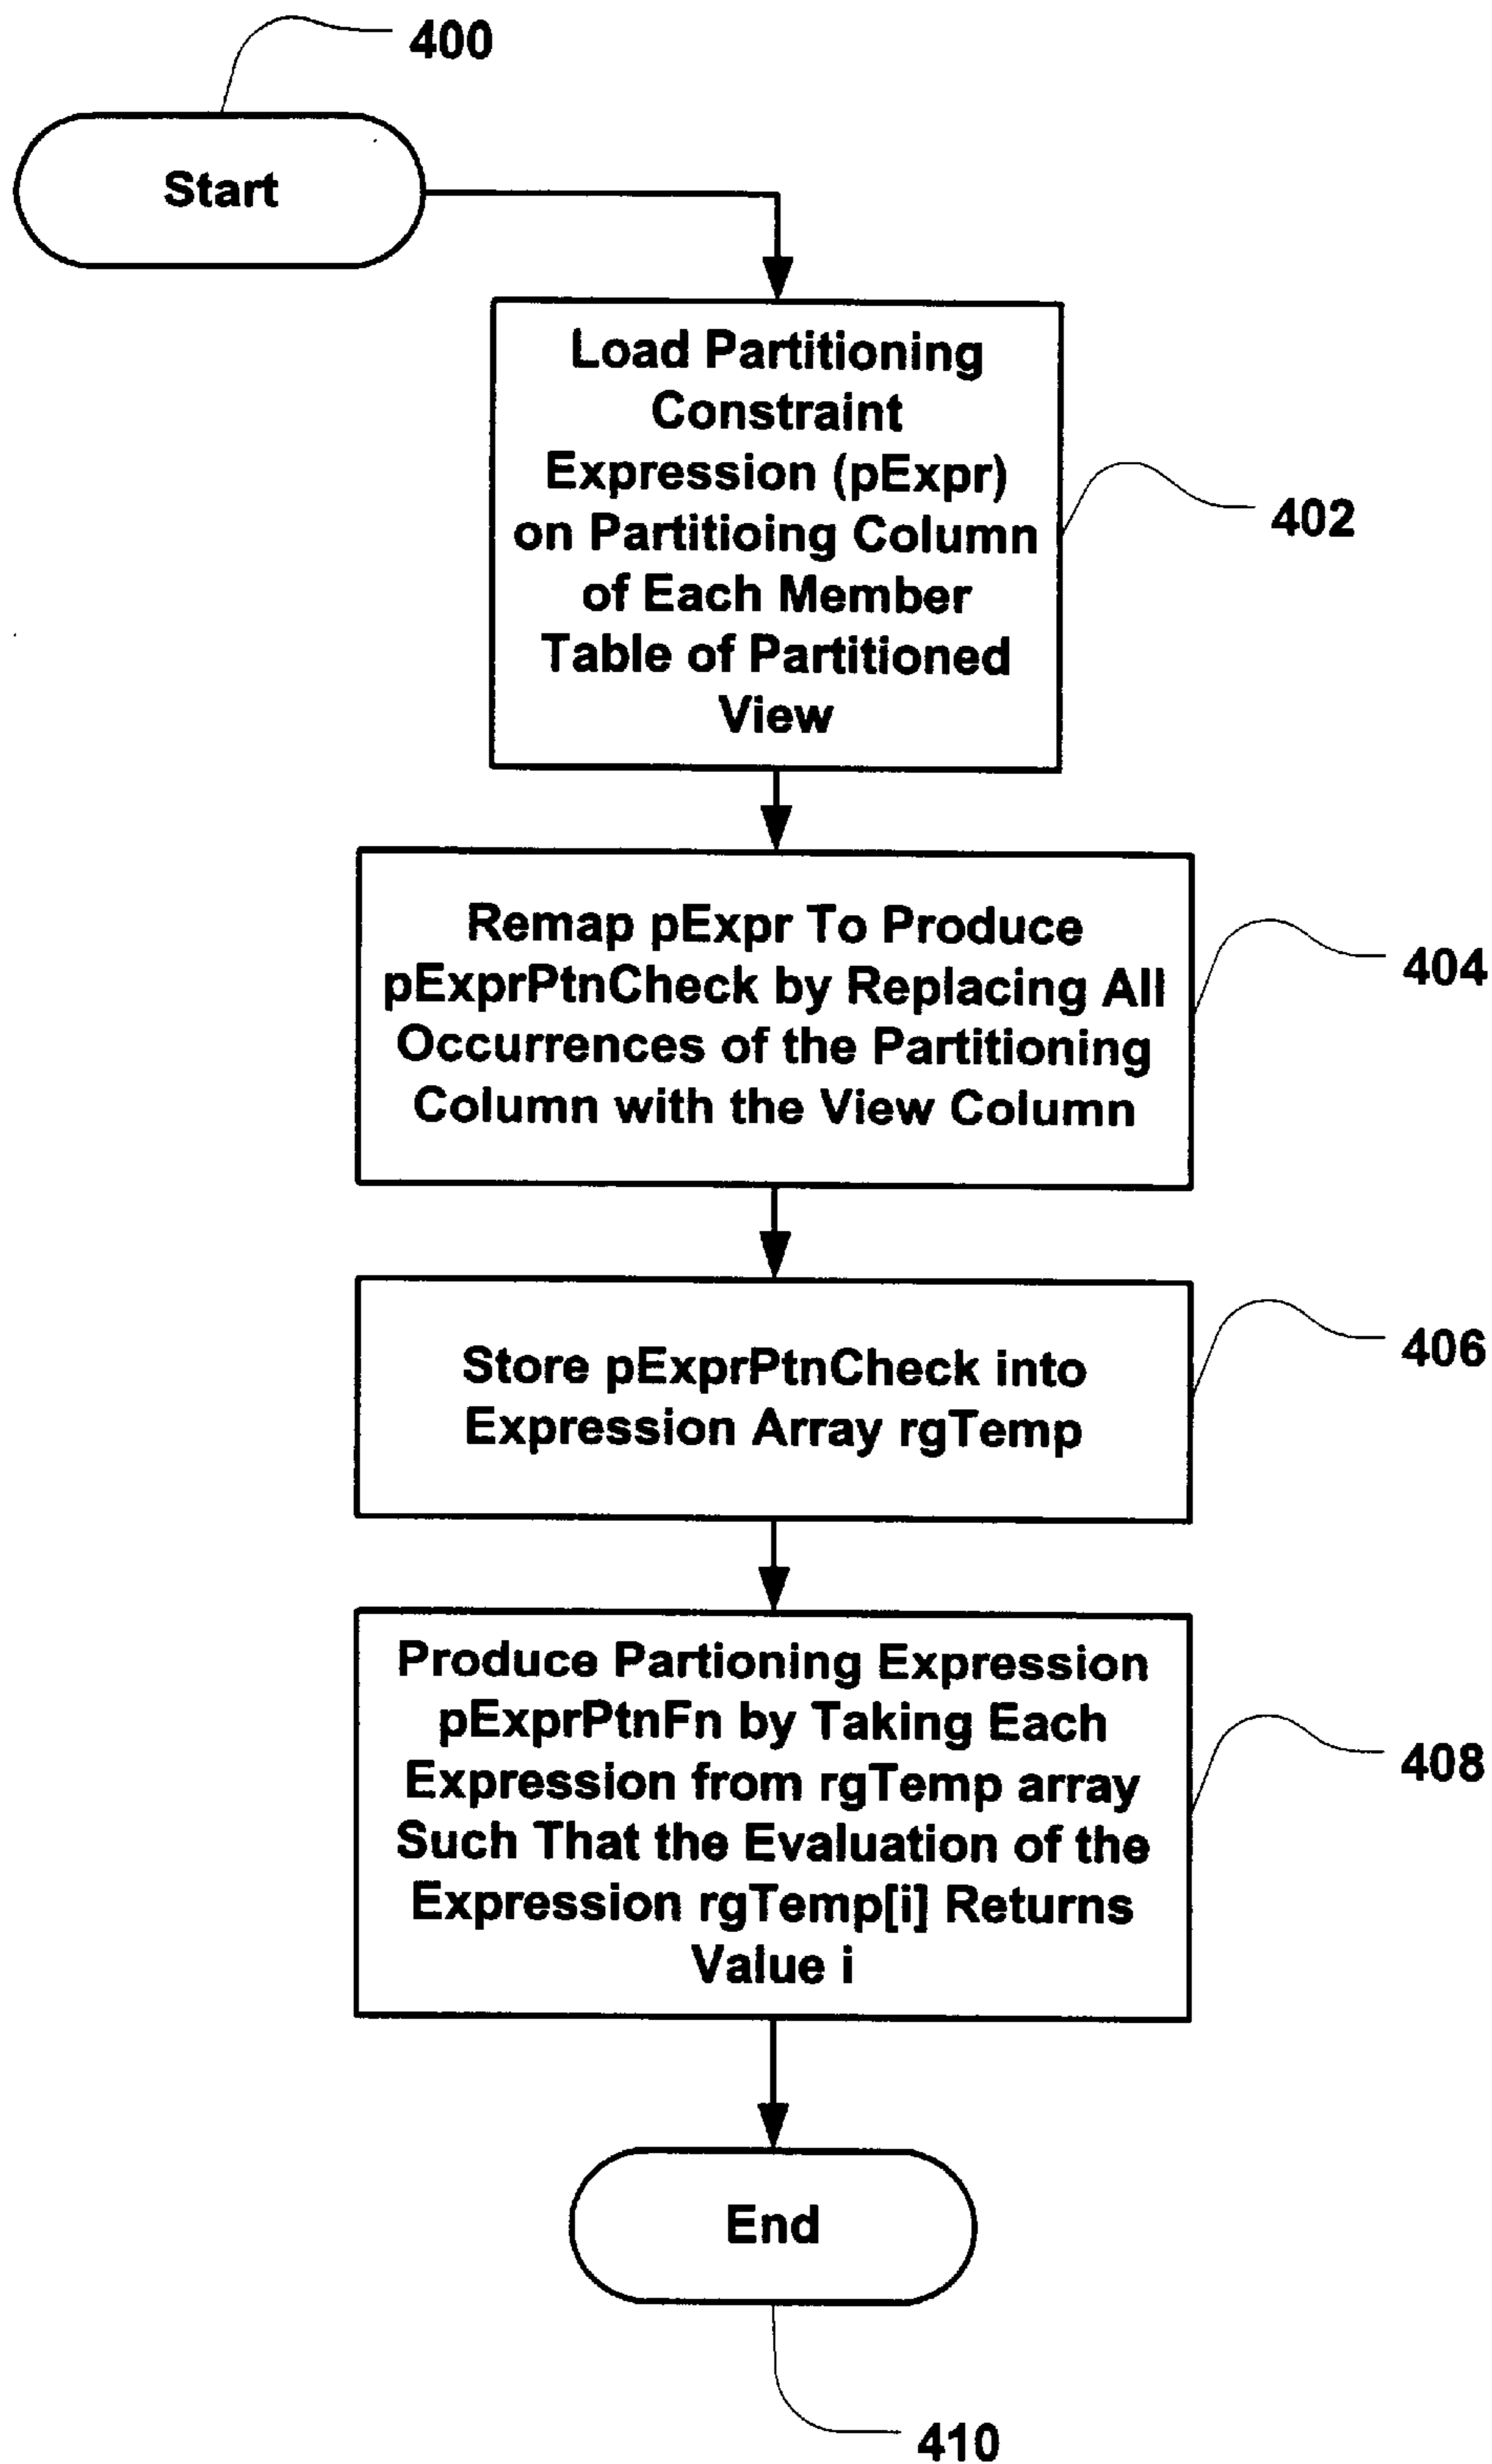 400
Start
Load Partitioning
Constraint
Expression (pExpr)
on Partitioing Column
of Each Member
Table of Partitioned
View
402
Remap pExpr To Produce
pExprPtnCheck by Replacing All
Occurrences of the Partitioning
Column with the View Column
404
Store pExprPtnCheck into
Expression Array rgTemp
406
Produce Partioning Expression
pExprPtnFn by Taking Each
Expression from rgTemp array
Such That the Evaluation of the
Expression rgTemp[i] Returns
Value i
408
End
410